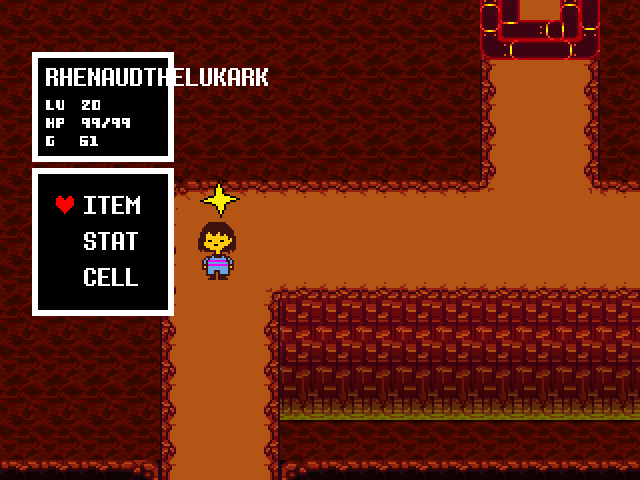 RHENAUDTHELUKARK
LV 20
HP 99/99
G 61
ITEM
STAT
CELL